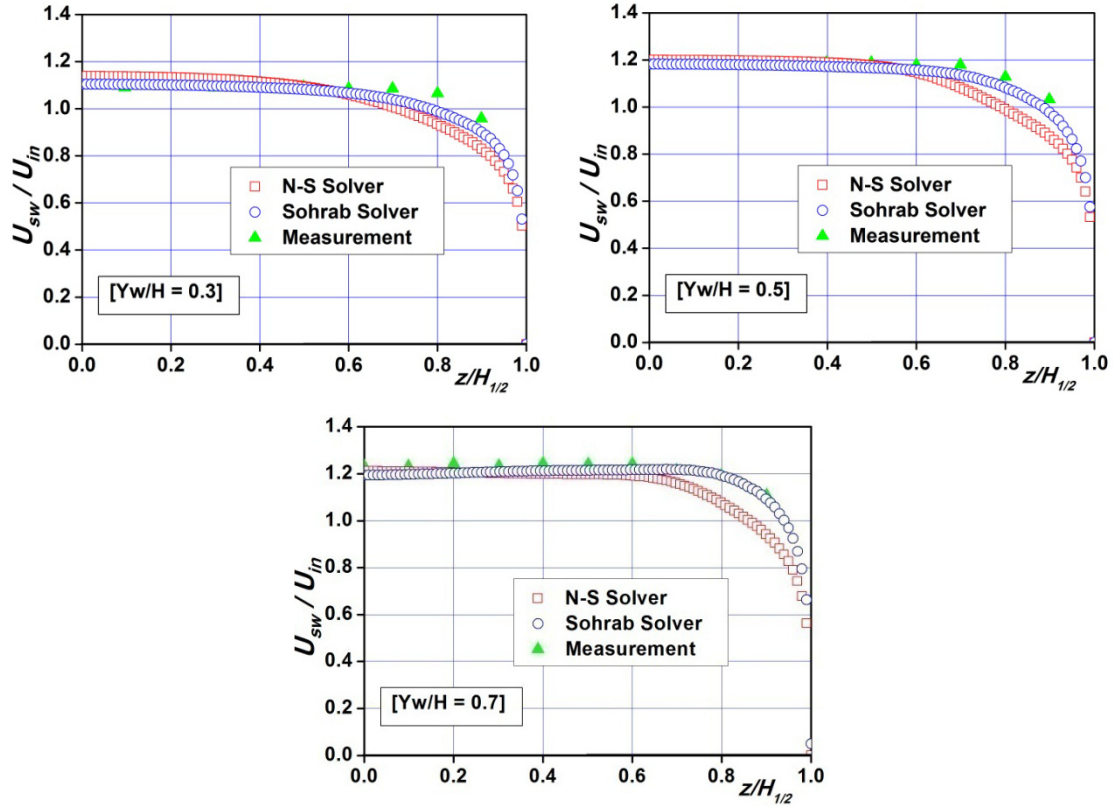 1.4
1.2
1.0
0.8
0.6
0.4
0.2
0.0
U_sw / U_in
N-S Solver
Sohrab Solver
Measurement
[Yw/H = 0.3]
0.0 0.2 0.4 0.6 0.8 1.0
z/H_1/2
1.4
1.2
1.0
0.8
0.6
0.4
0.2
0.0
U_sw / U_in
N-S Solver
Sohrab Solver
Measurement
[Yw/H = 0.5]
0.0 0.2 0.4 0.6 0.8 1.0
z/H_1/2
1.4
1.2
1.0
0.8
0.6
0.4
0.2
0.0
U_sw / U_in
N-S Solver
Sohrab Solver
Measurement
[Yw/H = 0.7]
0.0 0.2 0.4 0.6 0.8 1.0
z/H_1/2